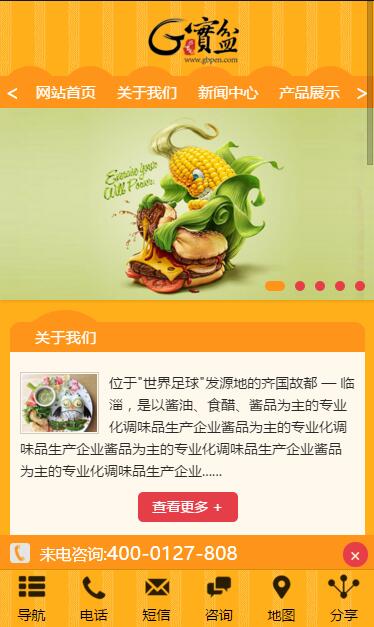 G宝盆
www.gbpen.com
< 网站首页 关于我们 新闻中心 产品展示 >
Exercise your
Will Power.
关于我们
位于"世界足球"发源地的齐国故都 — 临
淄，是以酱油、食醋、酱品为主的专业
化调味品生产企业酱品为主的专业化调
味品生产企业酱品为主的专业化调味品生产企业酱品
为主的专业化调味品生产企业......
查看更多 +
来电咨询:400-0127-808
×
导航 电话 短信 咨询 地图 分享